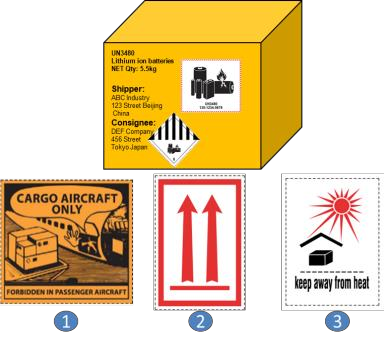 UN3480
Lithium ion batteries
NET Qty: 5.5kg
Shipper:
ABC Industry
123 Street Beijing
China
Consignee:
DEF Company
456 Street
Tokyo Japan
UN3480
CARGO AIRCRAFT
ONLY
FORBIDDEN IN PASSENGER AIRCRAFT
keep away from heat
1
2
3